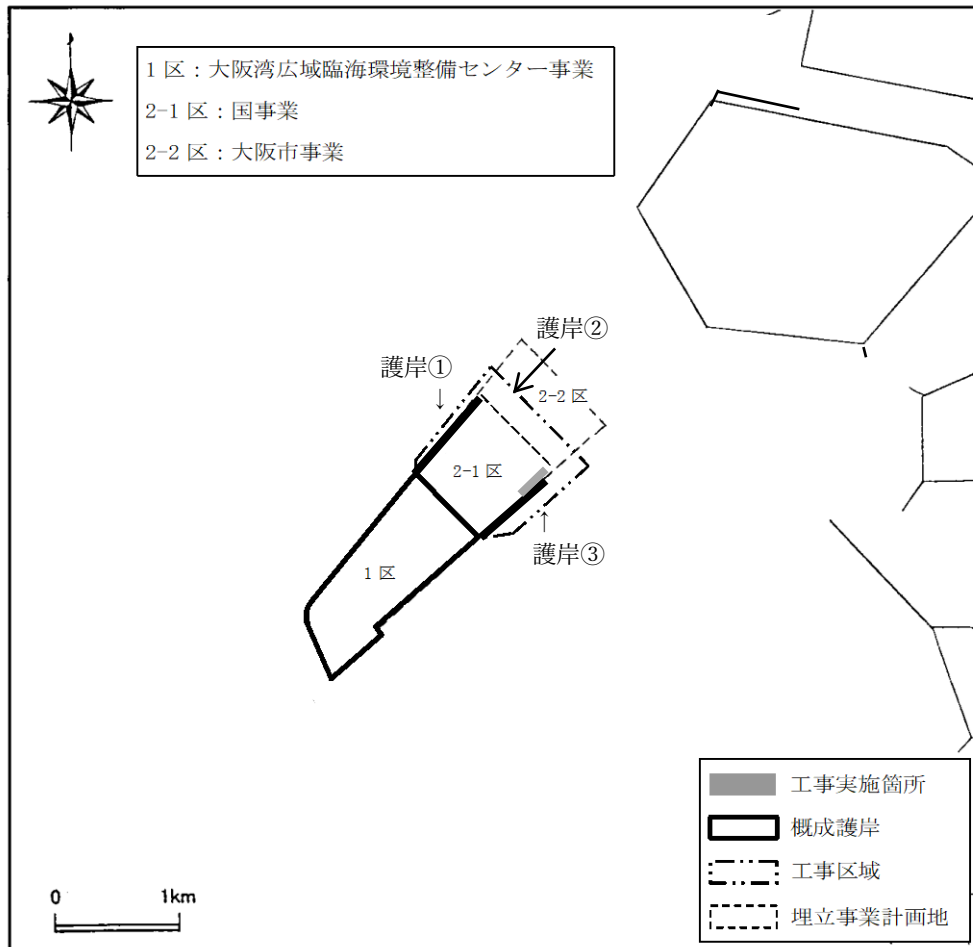 1 区：大阪湾広域臨海環境整備センター事業
2-1 区：国事業
2-2 区：大阪市事業
護岸②
護岸①
↓
2-2 区
2-1 区
↑
護岸③
1 区
工事実施箇所
概成護岸
工事区域
埋立事業計画地
0 1km